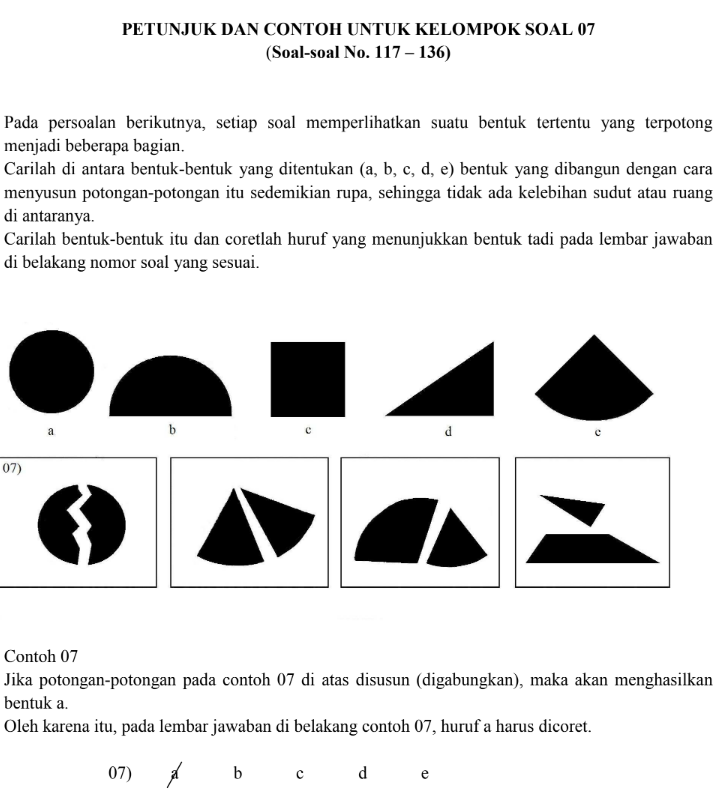 PETUNJUK DAN CONTOH UNTUK KELOMPOK SOAL 07
(Soal-soal No. 117 – 136)
Pada persoalan berikutnya, setiap soal memperlihatkan suatu bentuk tertentu yang terpotong
menjadi beberapa bagian.
Carilah di antara bentuk-bentuk yang ditentukan (a, b, c, d, e) bentuk yang dibangun dengan cara
menyusun potongan-potongan itu sedemikian rupa, sehingga tidak ada kelebihan sudut atau ruang
di antaranya.
Carilah bentuk-bentuk itu dan coretlah huruf yang menunjukkan bentuk tadi pada lembar jawaban
di belakang nomor soal yang sesuai.
a b c d e
07)
Contoh 07
Jika potongan-potongan pada contoh 07 di atas disusun (digabungkan), maka akan menghasilkan
bentuk a.
Oleh karena itu, pada lembar jawaban di belakang contoh 07, huruf a harus dicoret.
07) a b c d e